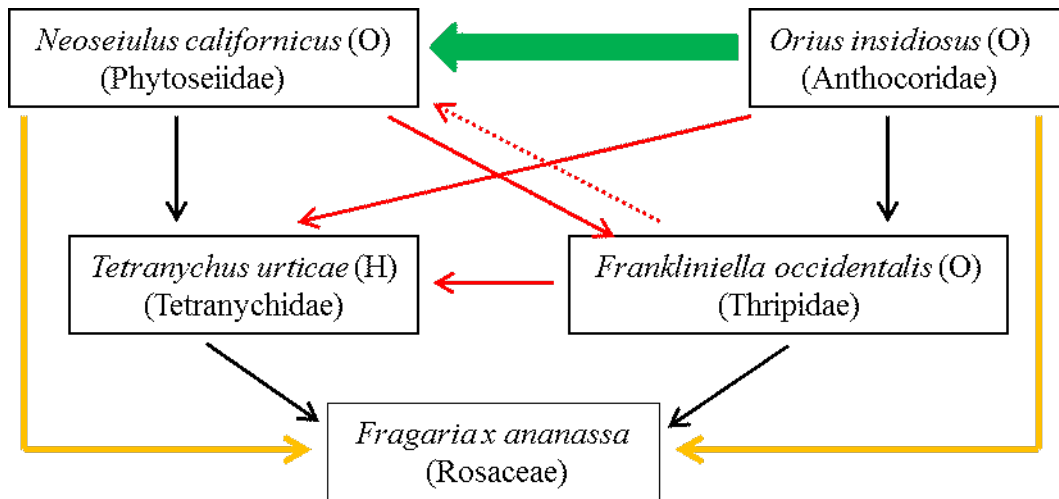 Neoseiulus californicus (O)
(Phytoseiidae)
Orius insidiosus (O)
(Anthocoridae)
Tetranychus urticae (H)
(Tetranychidae)
Frankliniella occidentalis (O)
(Thripidae)
Fragaria x ananassa
(Rosaceae)